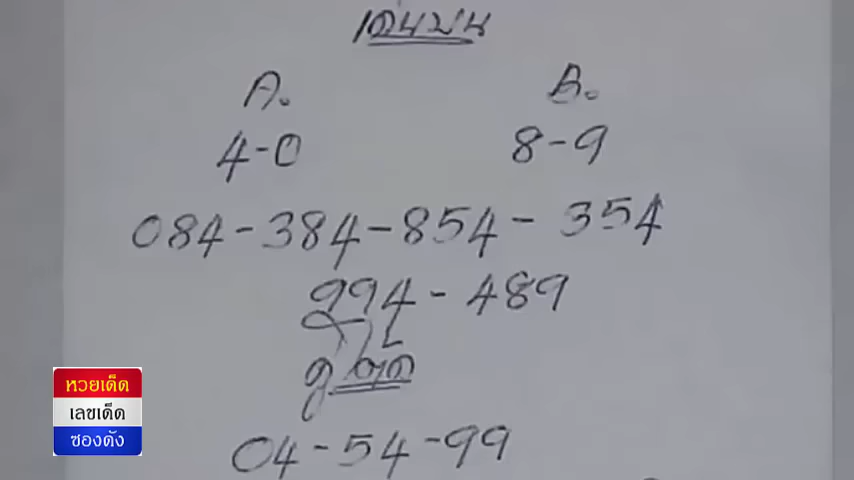 เด่นบน
A. B.
4-0 8-9
084-384-854-354
994-489
04-54-99
หวยเด็ด
เลขเด็ด
ซองดัง